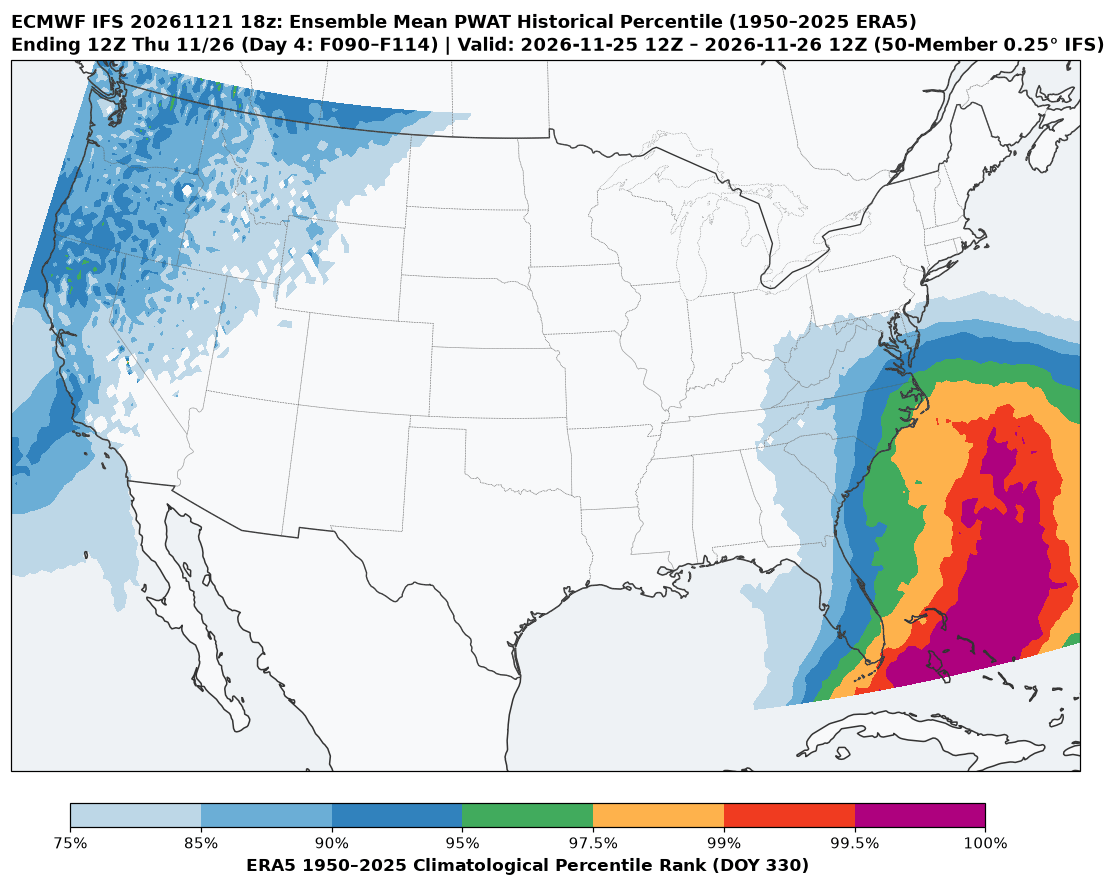 ECMWF IFS 20261121 18z: Ensemble Mean PWAT Historical Percentile (1950–2025 ERA5)
Ending 12Z Thu 11/26 (Day 4: F090–F114) | Valid: 2026-11-25 12Z – 2026-11-26 12Z (50-Member 0.25° IFS)
75% 85% 90% 95% 97.5% 99% 99.5% 100%
ERA5 1950–2025 Climatological Percentile Rank (DOY 330)